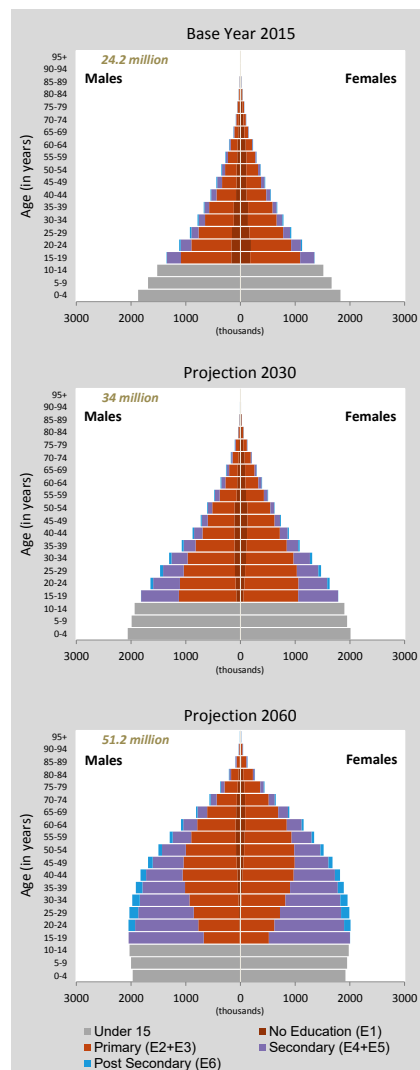 Base Year 2015
24.2 million
Males
Females
Age (in years)
95+
90-94
85-89
80-84
75-79
70-74
65-69
60-64
55-59
50-54
45-49
40-44
35-39
30-34
25-29
20-24
15-19
10-14
5-9
0-4
3000 2000 1000 0 1000 2000 3000
(thousands)
Projection 2030
34 million
Males
Females
Age (in years)
95+
90-94
85-89
80-84
75-79
70-74
65-69
60-64
55-59
50-54
45-49
40-44
35-39
30-34
25-29
20-24
15-19
10-14
5-9
0-4
3000 2000 1000 0 1000 2000 3000
(thousands)
Projection 2060
51.2 million
Males
Females
Age (in years)
95+
90-94
85-89
80-84
75-79
70-74
65-69
60-64
55-59
50-54
45-49
40-44
35-39
30-34
25-29
20-24
15-19
10-14
5-9
0-4
3000 2000 1000 0 1000 2000 3000
(thousands)
Under 15 No Education (E1)
Primary (E2+E3) Secondary (E4+E5)
Post Secondary (E6)